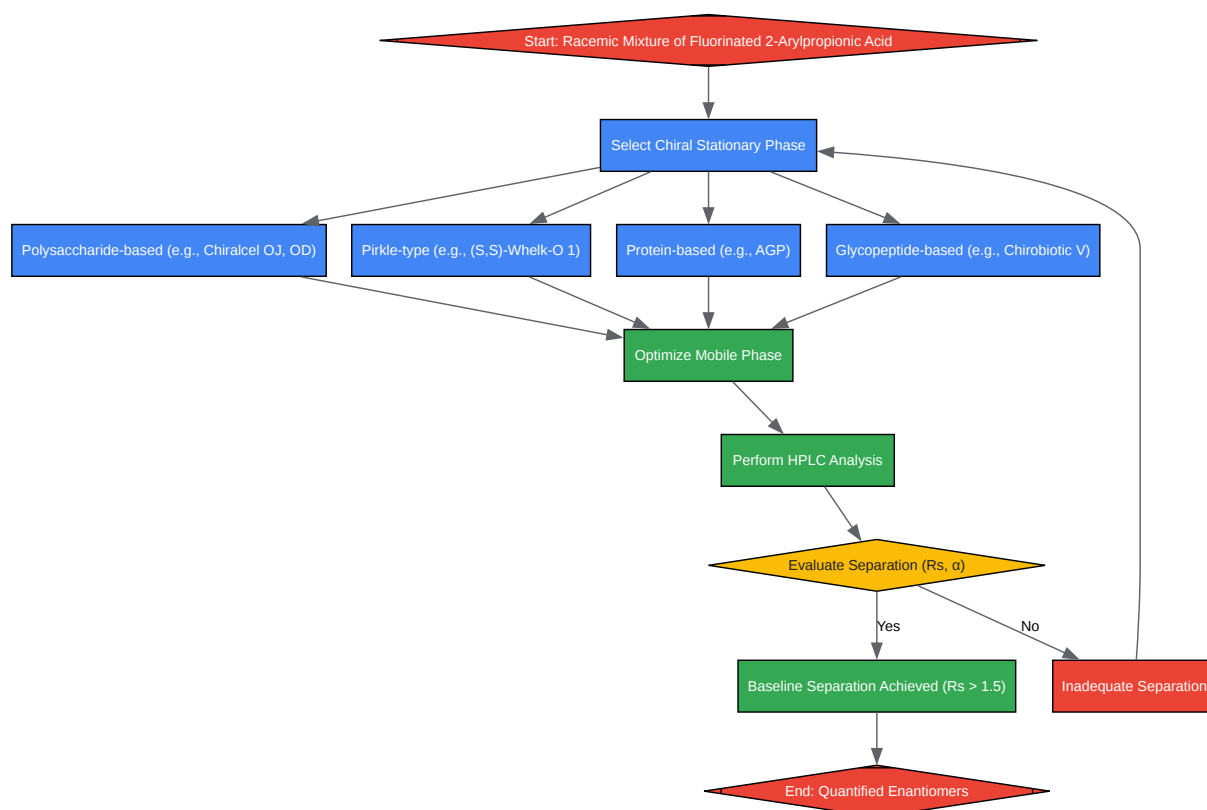 Start: Racemic Mixture of Fluorinated 2-Arylpropionic Acid
Select Chiral Stationary Phase
Polysaccharide-based (e.g., Chiralcel OJ, OD)
Pirkle-type (e.g., (S,S)-Whelk-O 1)
Protein-based (e.g., AGP)
Glycopeptide-based (e.g., Chirobiotic V)
Optimize Mobile Phase
Perform HPLC Analysis
Evaluate Separation (Rs, α)
Yes
No
Baseline Separation Achieved (Rs > 1.5)
Inadequate Separation
End: Quantified Enantiomers